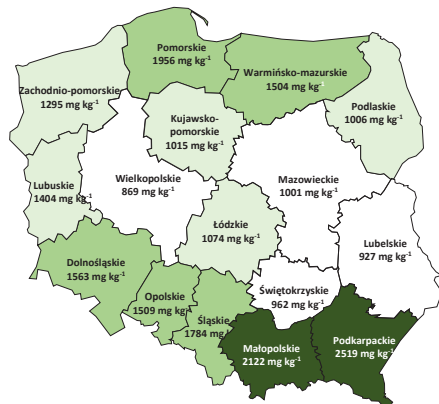 Pomorskie
1956 mg kg⁻¹
Warmińsko-mazurskie
1504 mg kg⁻¹
Zachodnio-pomorskie
1295 mg kg⁻¹
Podlaskie
1006 mg kg⁻¹
Kujawsko-
pomorskie
1015 mg kg⁻¹
Wielkopolskie
869 mg kg⁻¹
Mazowieckie
1001 mg kg⁻¹
Lubuskie
1404 mg kg⁻¹
Łódzkie
1074 mg kg⁻¹
Lubelskie
927 mg kg⁻¹
Dolnośląskie
1563 mg kg⁻¹
Świętokrzyskie
962 mg kg⁻¹
Opolskie
1509 mg kg⁻¹
Śląskie
1784 mg kg⁻¹
Małopolskie
2122 mg kg⁻¹
Podkarpackie
2519 mg kg⁻¹